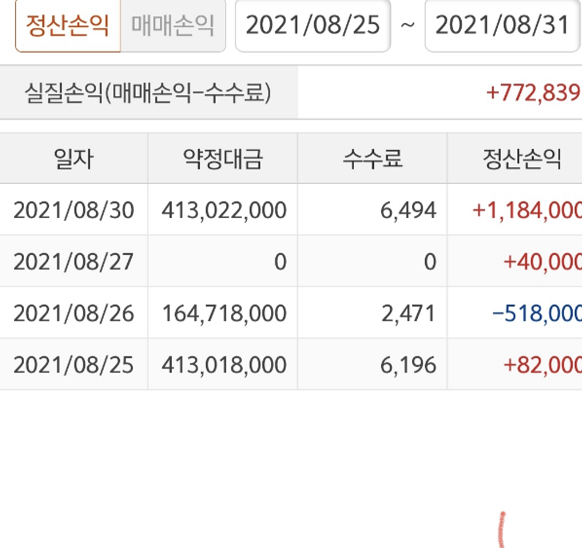 정산손익 매매손익 2021/08/25 ~ 2021/08/31
실질손익(매매손익-수수료) +772,839
일자 약정대금 수수료 정산손익
2021/08/30 413,022,000 6,494 +1,184,000
2021/08/27 0 0 +40,000
2021/08/26 164,718,000 2,471 -518,000
2021/08/25 413,018,000 6,196 +82,000